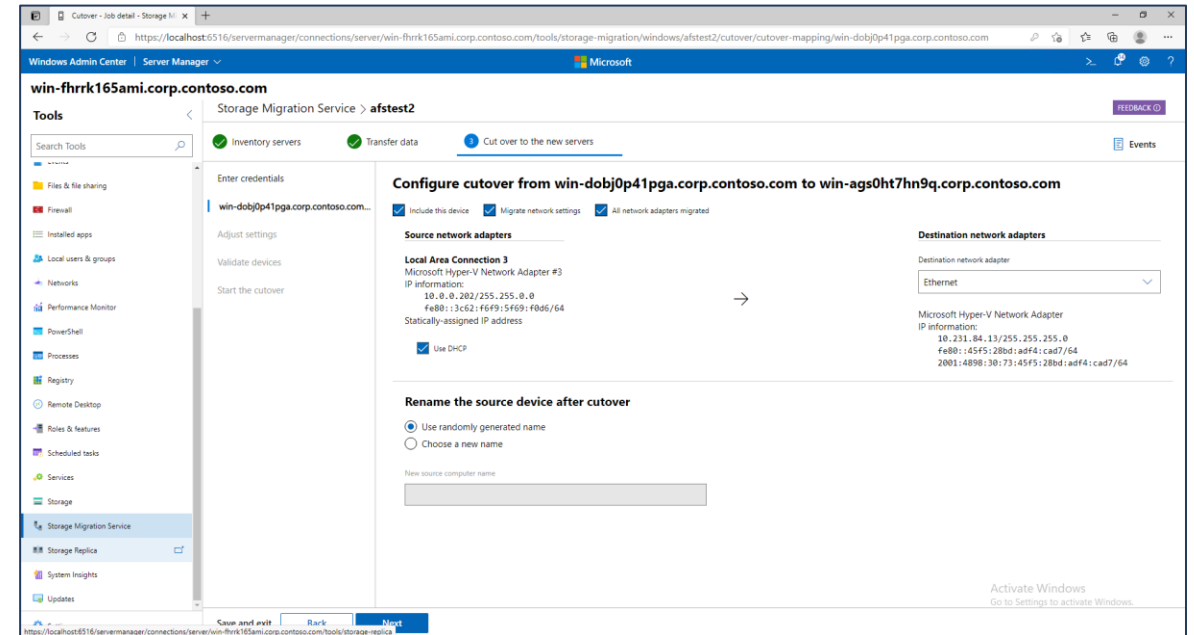 Cutover - Job detail - Storage Mi
https://localhost:6516/servermanager/connections/server/win-fhrrk165ami.corp.contoso.com/tools/storage-migration/windows/afstest2/cutover/cutover-mapping/win-dobj0p41pga.corp.contoso.com
Windows Admin Center | Server Manager
Microsoft
win-fhrrk165ami.corp.contoso.com
Tools
Storage Migration Service > afstest2
FEEDBACK
Search Tools
Inventory servers
Transfer data
3 Cut over to the new servers
Events
Events
Files & file sharing
Firewall
Installed apps
Local users & groups
Networks
Performance Monitor
PowerShell
Processes
Registry
Remote Desktop
Roles & features
Scheduled tasks
Services
Storage
Storage Migration Service
Storage Replica
System Insights
Updates
Enter credentials
win-dobj0p41pga.corp.contoso.com...
Adjust settings
Validate devices
Start the cutover
Configure cutover from win-dobj0p41pga.corp.contoso.com to win-ags0ht7hn9q.corp.contoso.com
Include this device
Migrate network settings
All network adapters migrated
Source network adapters
Local Area Connection 3
Microsoft Hyper-V Network Adapter #3
IP information:
10.0.0.202/255.255.0.0
fe80::3c62:f6f9:5f69:f0d6/64
Statically-assigned IP address
Use DHCP
Destination network adapters
Destination network adapter
Ethernet
Microsoft Hyper-V Network Adapter
IP information:
10.231.84.13/255.255.255.0
fe80::45f5:28bd:adf4:cad7/64
2001:4898:30:73:45f5:28bd:adf4:cad7/64
Rename the source device after cutover
Use randomly generated name
Choose a new name
New source computer name
Activate Windows
Go to Settings to activate Windows.
Save and exit
Back
Next
https://localhost:6516/servermanager/connections/server/win-fhrrk165ami.corp.contoso.com/tools/storage-replica